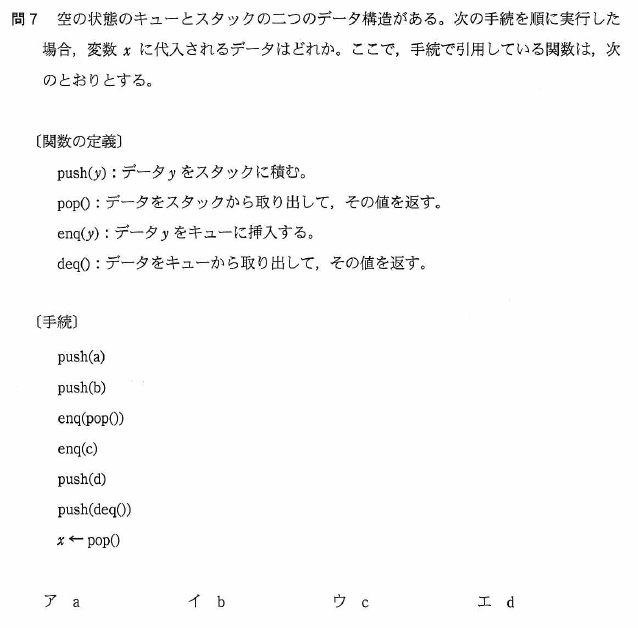 問7 空の状態のキューとスタックの二つのデータ構造がある。次の手続を順に実行した
場合，変数 x に代入されるデータはどれか。ここで，手続で引用している関数は，次
のとおりとする。
〔関数の定義〕
push(y)：データ y をスタックに積む。
pop()：データをスタックから取り出して，その値を返す。
enq(y)：データ y をキューに挿入する。
deq()：データをキューから取り出して，その値を返す。
〔手続〕
push(a)
push(b)
enq(pop())
enq(c)
push(d)
push(deq())
x ← pop()
ア a イ b ウ c エ d